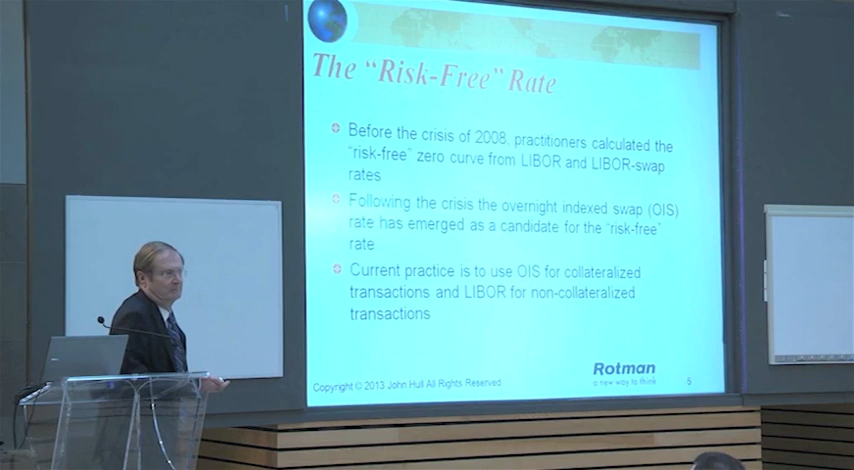 The “Risk-Free” Rate
Before the crisis of 2008, practitioners calculated the
“risk-free” zero curve from LIBOR and LIBOR-swap
rates
Following the crisis the overnight indexed swap (OIS)
rate has emerged as a candidate for the “risk-free”
rate
Current practice is to use OIS for collateralized
transactions and LIBOR for non-collateralized
transactions
Copyright © 2013 John Hull All Rights Reserved
Rotman
a new way to think
5